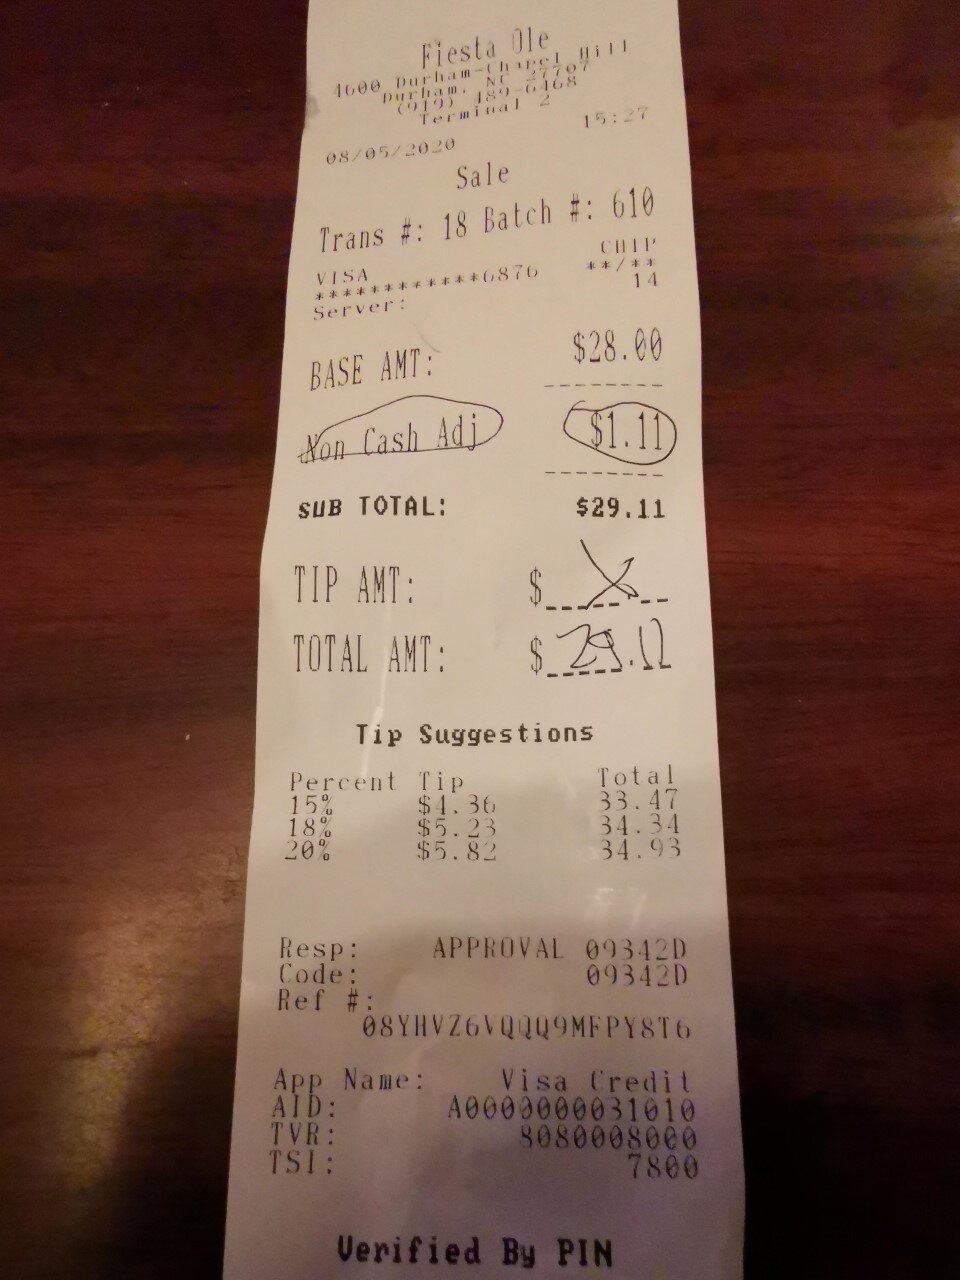 Fiesta Ole
4600 Durham-Chapel Hill
Durham, NC 27707
(919) 489-6468
Terminal 2
08/05/2020 15:27
Sale
Trans #: 18 Batch #: 610
VISA CHIP
************6876 **/**
Server: 14
BASE AMT: $28.00
Non Cash Adj $1.11
SUB TOTAL: $29.11
TIP AMT: $ X
TOTAL AMT: $ 29.12
Tip Suggestions
Percent Tip Total
15% $4.36 33.47
18% $5.23 34.34
20% $5.82 34.93
Resp: APPROVAL 09342D
Code: 09342D
Ref #:
08YHVZ6VQQQ9MFPY8T6
App Name: Visa Credit
AID: A0000000031010
TVR: 8080008000
TSI: 7800
Verified By PIN